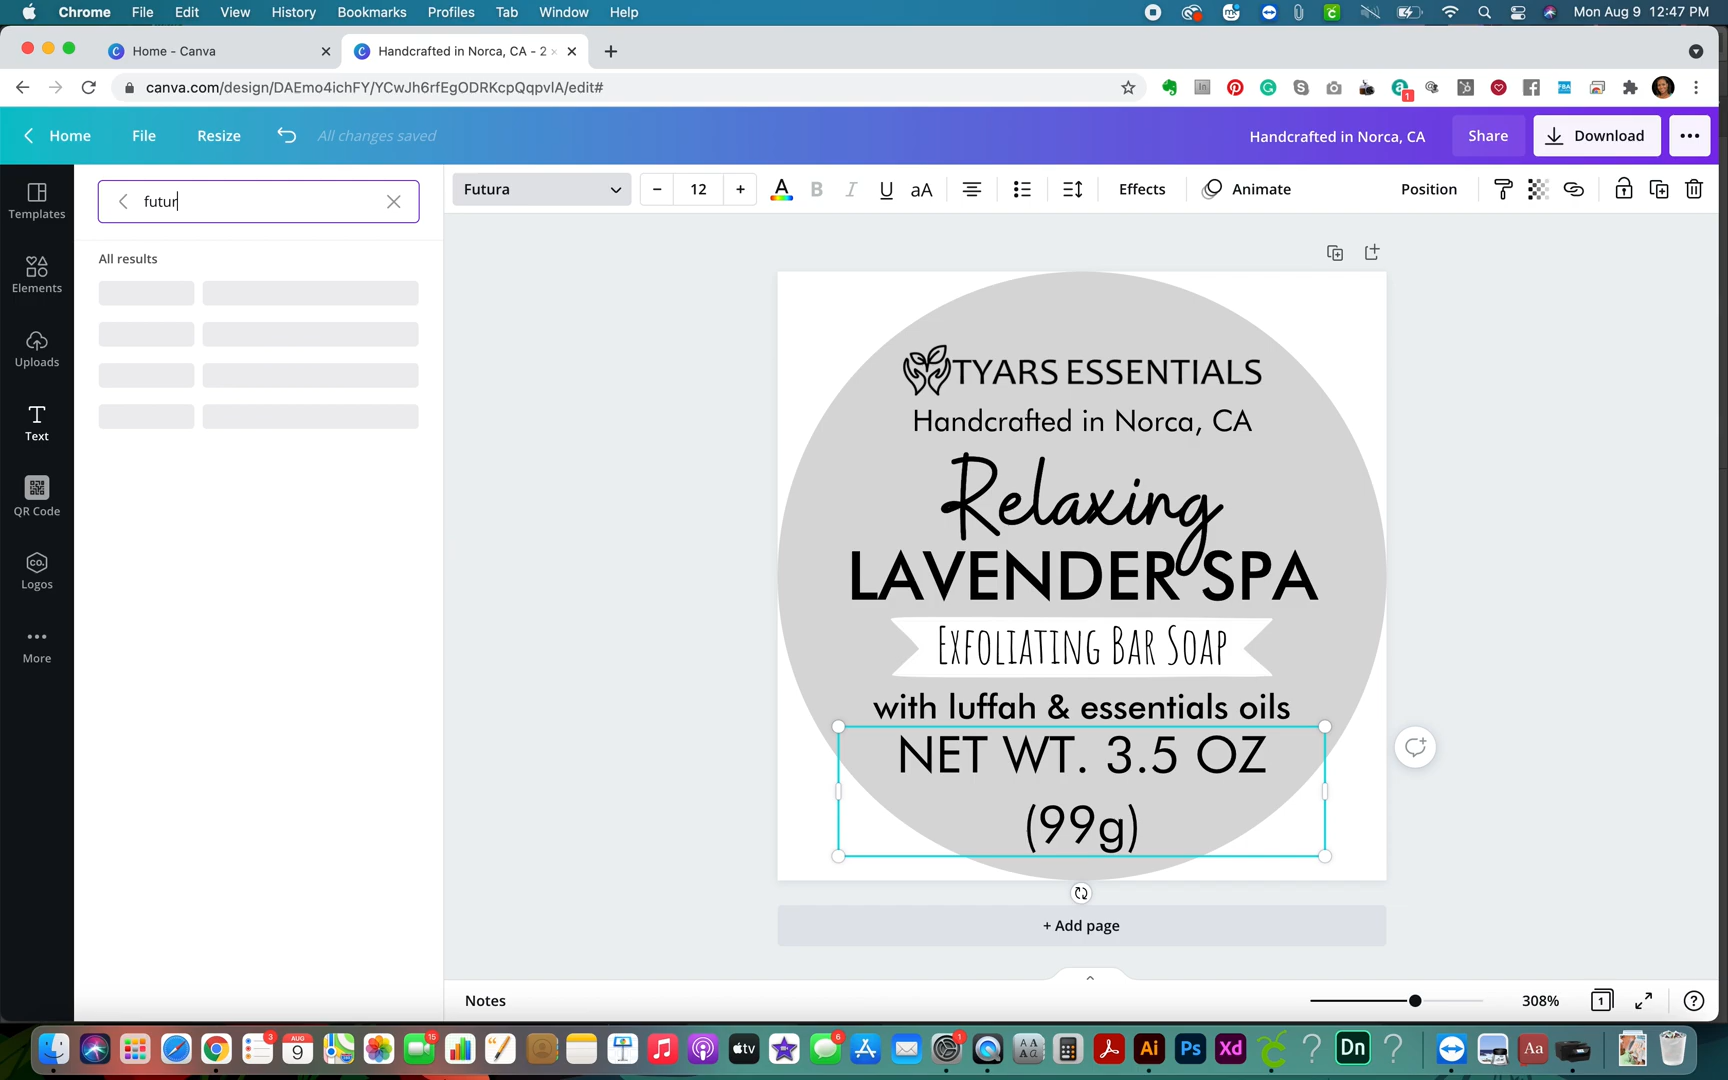 Chrome File Edit View History Bookmarks Profiles Tab Window Help Mon Aug 9 12:47 PM
Home - Canva Handcrafted in Norca, CA - 2
canva.com/design/DAEmo4ichFY/YCwJh6rfEgODRKcpQqpvIA/edit#
Home File Resize All changes saved Handcrafted in Norca, CA Share Download
futur
Futura 12 A B I U aA Effects Animate Position
All results
Templates
Elements
Uploads
Text
QR Code
CO.
Logos
More
TYARS ESSENTIALS
Handcrafted in Norca, CA
Relaxing
LAVENDER SPA
Exfoliating Bar Soap
with luffah & essentials oils
NET WT. 3.5 OZ
(99g)
+ Add page
Notes 308% 1